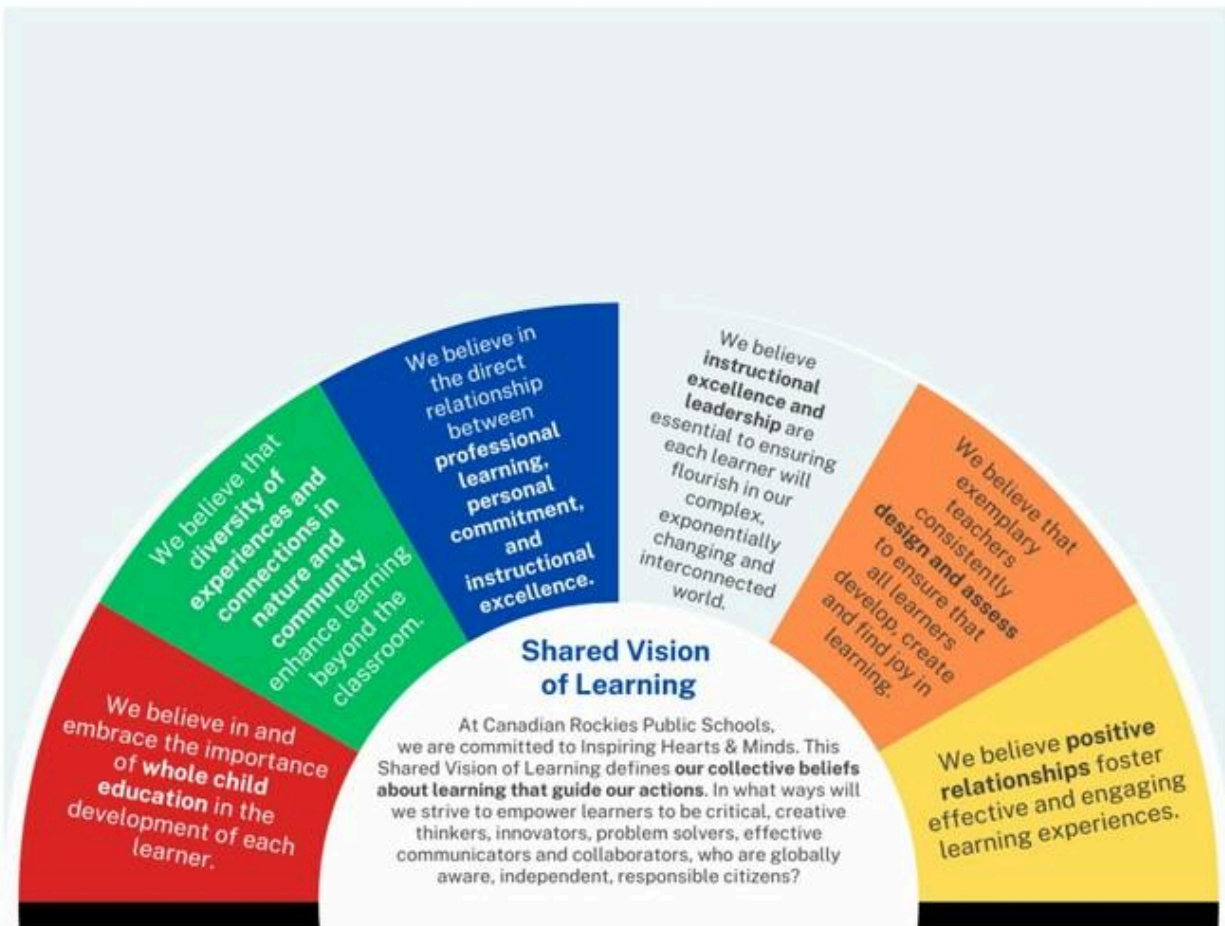 We believe in and
embrace the importance
of whole child
education in the
development of each
learner.
We believe that
diversity of
experiences and
connections in
nature and
community
enhance learning
beyond the
classroom.
We believe in
the direct
relationship
between
professional
learning,
personal
commitment,
and
instructional
excellence.
We believe
instructional
excellence and
leadership are
essential to ensuring
each learner will
flourish in our
complex,
exponentially
changing and
interconnected
world.
We believe that
exemplary
teachers
consistently
design and assess
to ensure that
all learners
develop, create
and find joy in
learning.
We believe positive
relationships foster
effective and engaging
learning experiences.
Shared Vision
of Learning
At Canadian Rockies Public Schools,
we are committed to Inspiring Hearts & Minds. This
Shared Vision of Learning defines our collective beliefs
about learning that guide our actions. In what ways will
we strive to empower learners to be critical, creative
thinkers, innovators, problem solvers, effective
communicators and collaborators, who are globally
aware, independent, responsible citizens?